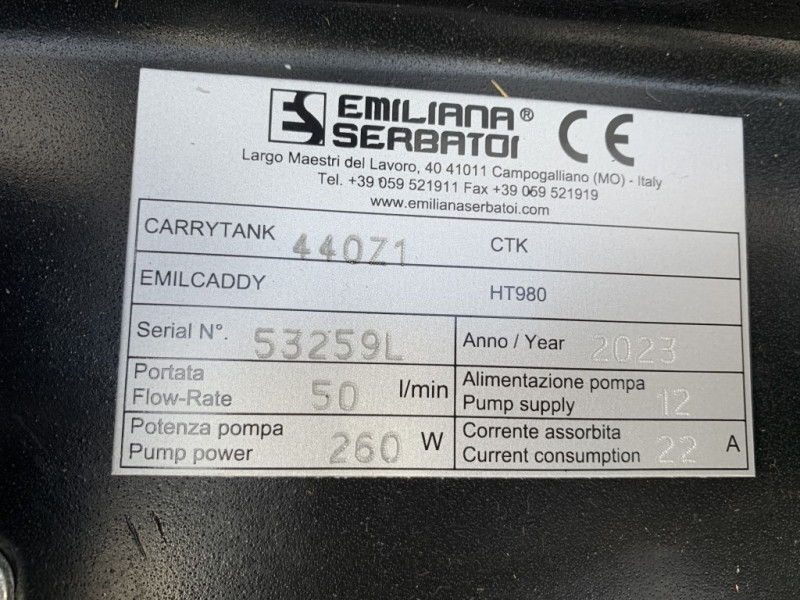 ES EMILIANA®
SERBATOI CE
Largo Maestri del Lavoro, 40 41011 Campogalliano (MO) - Italy
Tel. +39 059 521911 Fax +39 059 521919
www.emilianaserbatoi.com
CARRYTANK 440Z1 CTK
EMILCADDY HT980
Serial N°. 53259L Anno / Year 2023
Portata
Flow-Rate 50 l/min
Alimentazione pompa
Pump supply 12
Potenza pompa
Pump power 260 W
Corrente assorbita
Current consumption 22 A